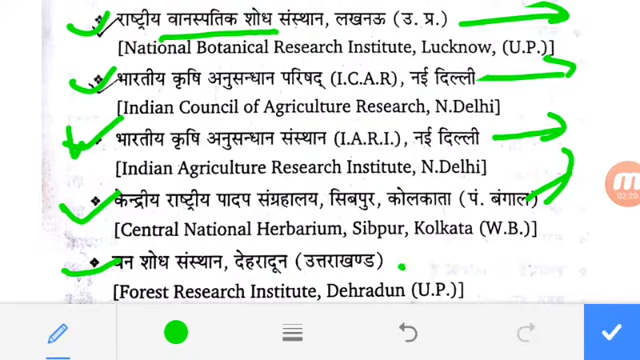 ❖ राष्ट्रीय वानस्पतिक शोध संस्थान, लखनऊ (उ. प्र.)
[National Botanical Research Institute, Lucknow, (U.P.)]
❖ भारतीय कृषि अनुसन्धान परिषद् (I.C.A.R), नई दिल्ली
[Indian Council of Agriculture Research, N.Delhi]
❖ भारतीय कृषि अनुसन्धान संस्थान (I.A.R.I.), नई दिल्ली
[Indian Agriculture Research Institute, N.Delhi]
❖ केन्द्रीय राष्ट्रीय पादप संग्रहालय, सिबपुर, कोलकाता (पं. बंगाल)
[Central National Herbarium, Sibpur, Kolkata (W.B.)]
❖ वन शोध संस्थान, देहरादून (उत्तराखण्ड)
[Forest Research Institute, Dehradun (U.P.)]
02:20